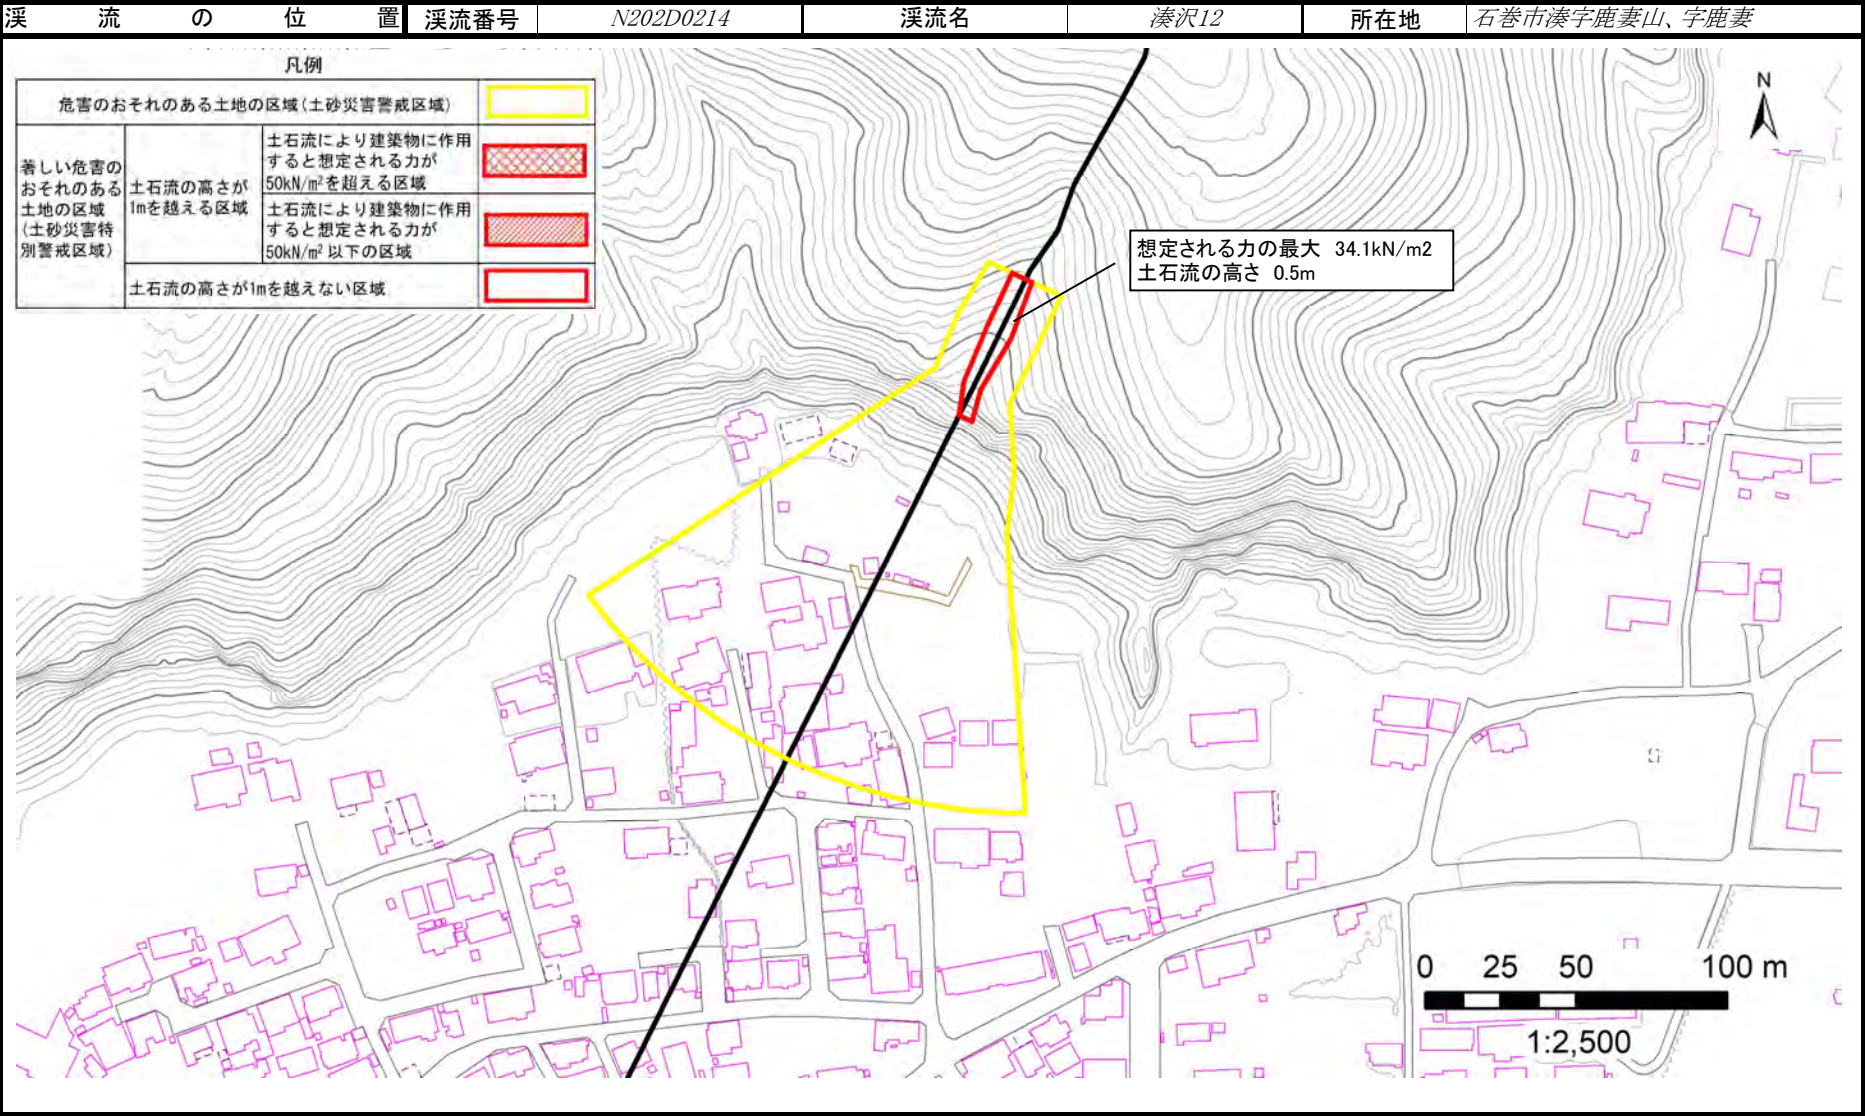 渓流の位置 渓流番号 N202D0214 渓流名 湊沢12 所在地 石巻市湊字鹿妻山、字鹿妻
凡例
危害のおそれのある土地の区域(土砂災害警戒区域)
著しい危害の
おそれのある
土地の区域
(土砂災害特
別警戒区域)
土石流の高さが
1mを越える区域
土石流により建築物に作用
すると想定される力が
50kN/m²を超える区域
土石流により建築物に作用
すると想定される力が
50kN/m²以下の区域
土石流の高さが1mを越えない区域
N
想定される力の最大 34.1kN/m2
土石流の高さ 0.5m
0 25 50 100 m
1:2,500